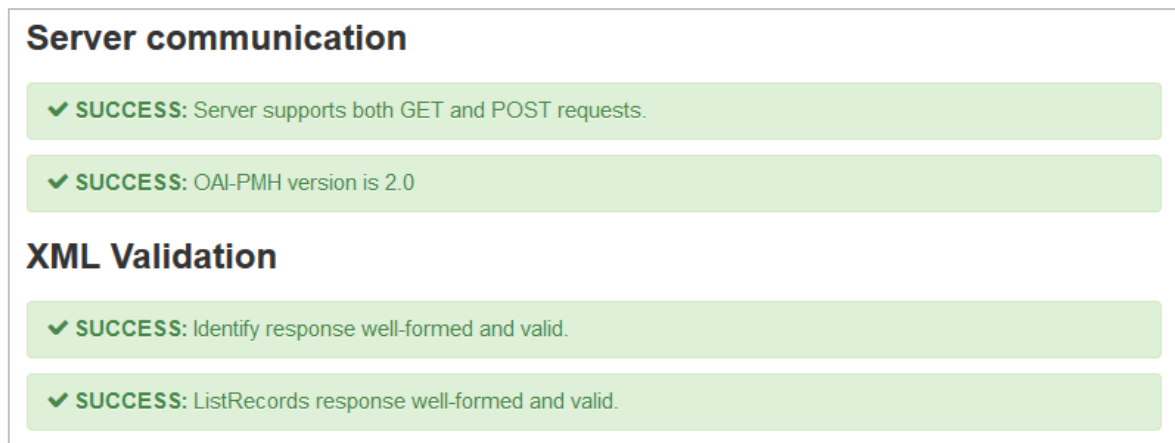 Server communication
SUCCESS: Server supports both GET and POST requests.
SUCCESS: OAI-PMH version is 2.0
XML Validation
SUCCESS: Identify response well-formed and valid.
SUCCESS: ListRecords response well-formed and valid.